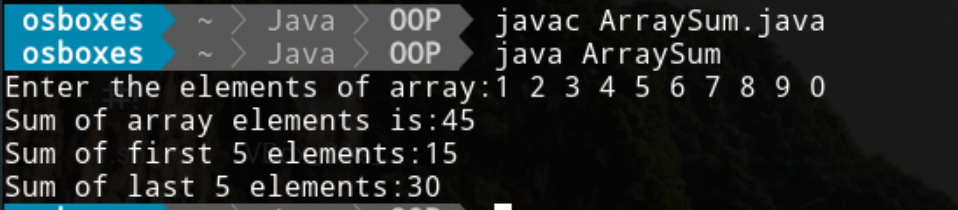 osboxes ~ Java OOP javac ArraySum.java
osboxes ~ Java OOP java ArraySum
Enter the elements of array:1 2 3 4 5 6 7 8 9 0
Sum of array elements is:45
Sum of first 5 elements:15
Sum of last 5 elements:30